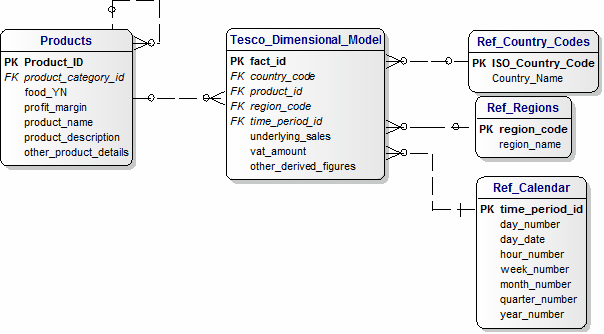 Products
PK Product_ID
FK product_category_id
food_YN
profit_margin
product_name
product_description
other_product_details
Tesco_Dimensional_Model
PK fact_id
FK country_code
FK product_id
FK region_code
FK time_period_id
underlying_sales
vat_amount
other_derived_figures
Ref_Country_Codes
PK ISO_Country_Code
Country_Name
Ref_Regions
PK region_code
region_name
Ref_Calendar
PK time_period_id
day_number
day_date
hour_number
week_number
month_number
quarter_number
year_number